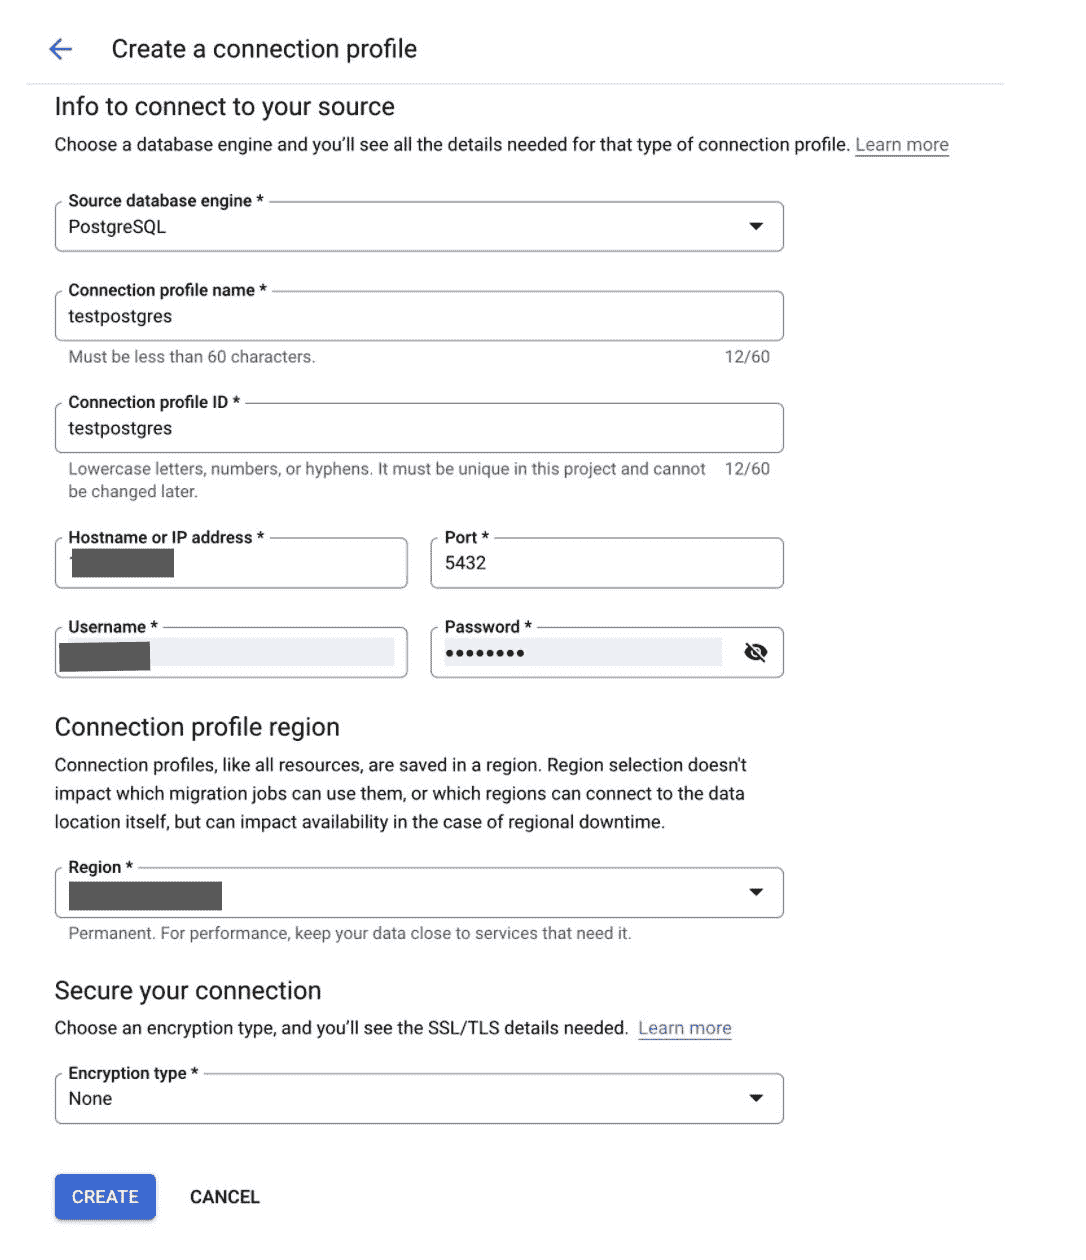 Create a connection profile
Info to connect to your source
Choose a database engine and you’ll see all the details needed for that type of connection profile. Learn more
Source database engine *
PostgreSQL
Connection profile name *
testpostgres
Must be less than 60 characters. 12/60
Connection profile ID *
testpostgres
Lowercase letters, numbers, or hyphens. It must be unique in this project and cannot 12/60
be changed later.
Hostname or IP address * Port *
5432
Username * Password *
••••••••
Connection profile region
Connection profiles, like all resources, are saved in a region. Region selection doesn't
impact which migration jobs can use them, or which regions can connect to the data
location itself, but can impact availability in the case of regional downtime.
Region *
Permanent. For performance, keep your data close to services that need it.
Secure your connection
Choose an encryption type, and you’ll see the SSL/TLS details needed. Learn more
Encryption type *
None
CREATE CANCEL